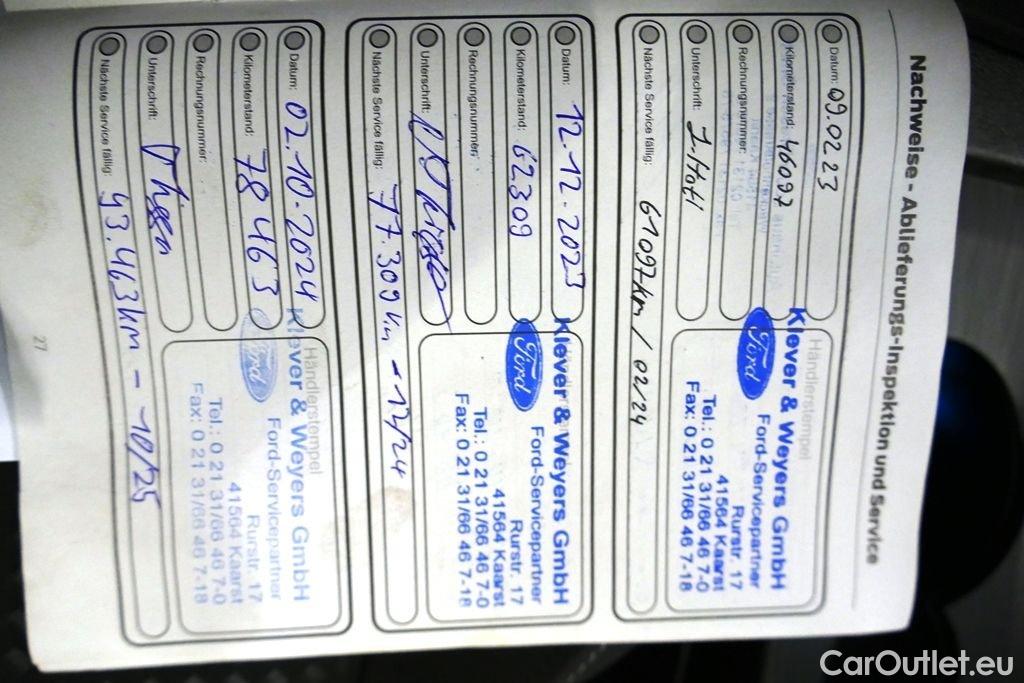 Nachweise - Ablieferungs-Inspektion und Service
Datum: 09.02.23
Kilometerstand: 46097
Rechnungsnummer:
Unterschrift:
Nächste Service fällig: 61097km / 02/24
Händlerstempel
Klever & Weyers GmbH
Ford
Ford-Servicepartner
Rurstr. 17
41564 Kaarst
Tel.: 0 21 31/66 46 7-0
Fax: 0 21 31/66 46 7-18
Datum: 12.12.2023
Kilometerstand: 62309
Rechnungsnummer:
Unterschrift:
Nächste Service fällig: 77.309 km - 12/24
Klever & Weyers GmbH
Ford
Ford-Servicepartner
Rurstr. 17
41564 Kaarst
Tel.: 0 21 31/66 46 7-0
Fax: 0 21 31/66 46 7-18
Datum: 02.10.2024
Kilometerstand: 78463
Rechnungsnummer:
Unterschrift:
Nächste Service fällig: 93.463km - 10/25
Händlerstempel
Klever & Weyers GmbH
Ford
Ford-Servicepartner
Rurstr. 17
41564 Kaarst
Tel.: 0 21 31/66 46 7-0
Fax: 0 21 31/66 46 7-18
27
CarOutlet.eu